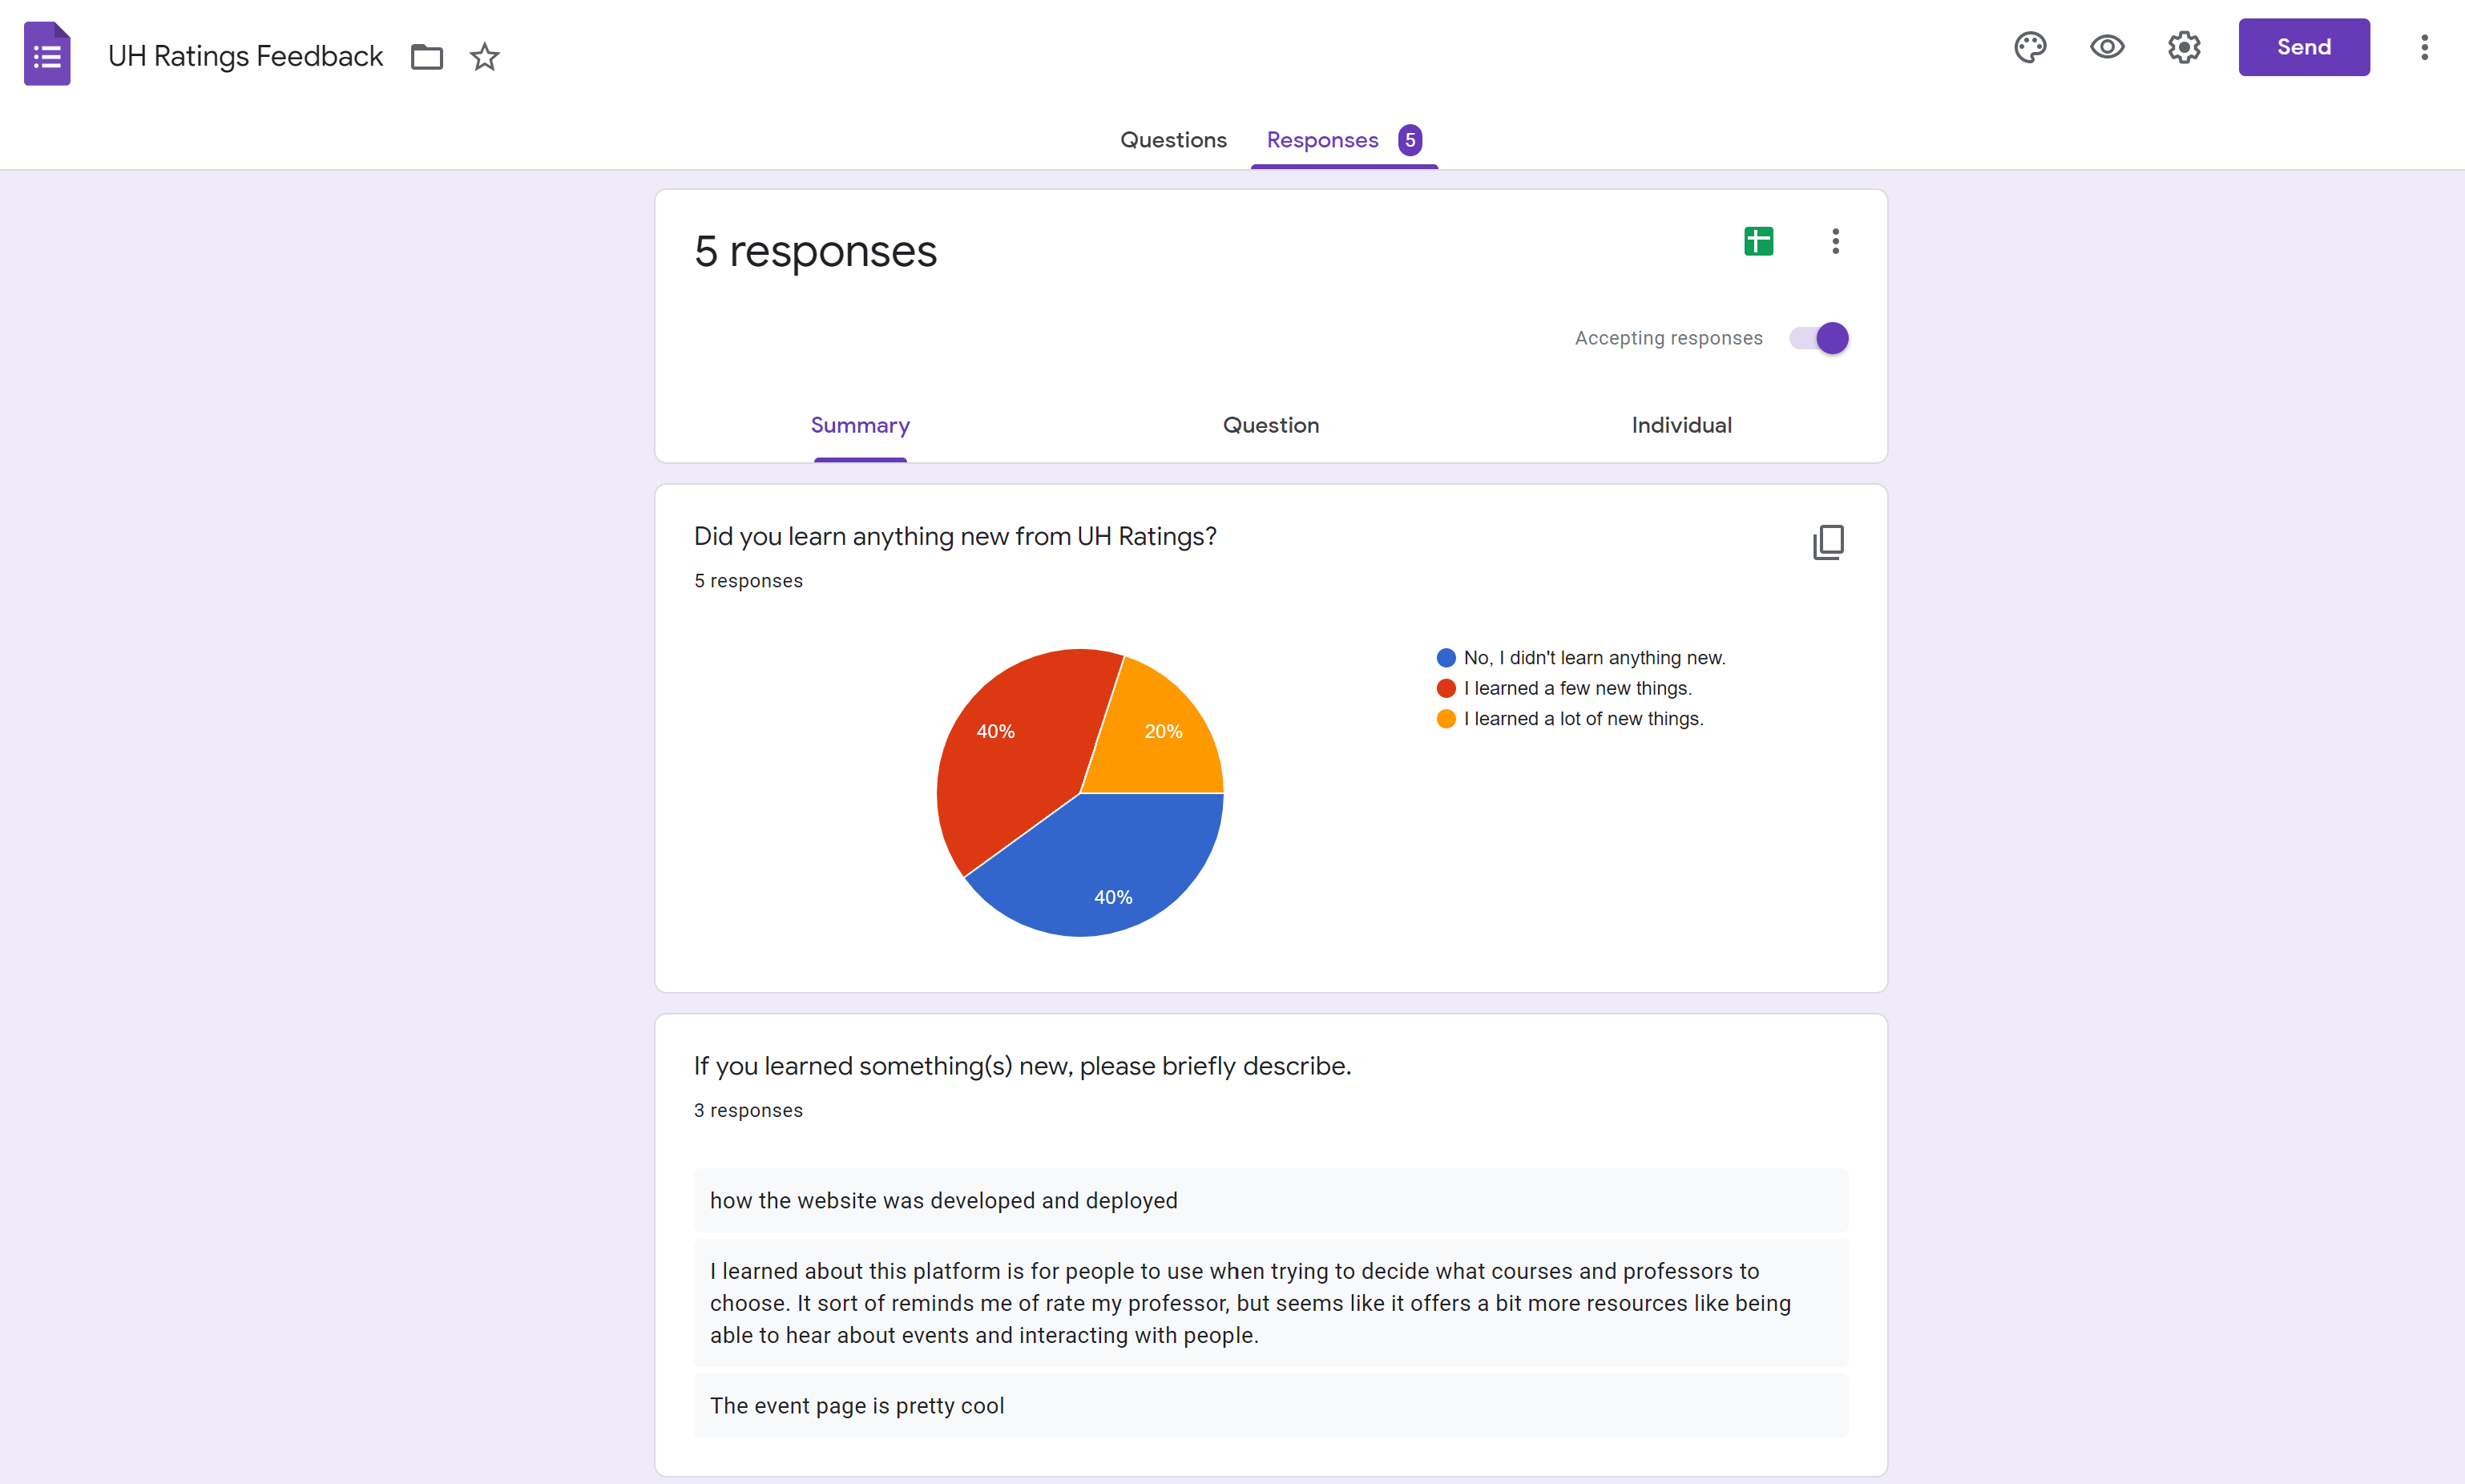 UH Ratings Feedback
Send
Questions
Responses 5
5 responses
Accepting responses
Summary
Question
Individual
Did you learn anything new from UH Ratings?
5 responses
No, I didn't learn anything new.
I learned a few new things.
I learned a lot of new things.
40%
20%
40%
If you learned something(s) new, please briefly describe.
3 responses
how the website was developed and deployed
I learned about this platform is for people to use when trying to decide what courses and professors to
choose. It sort of reminds me of rate my professor, but seems like it offers a bit more resources like being
able to hear about events and interacting with people.
The event page is pretty cool